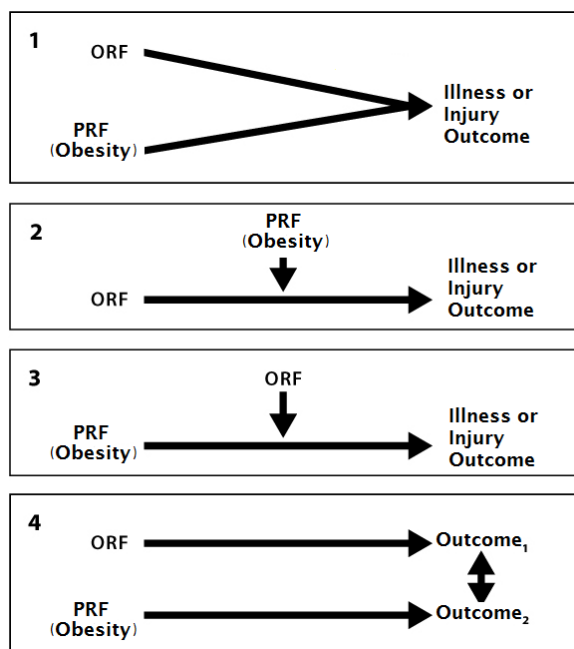 1
ORF
PRF
(Obesity)
Illness or
Injury
Outcome
2
PRF
(Obesity)
ORF
Illness or
Injury
Outcome
3
ORF
PRF
(Obesity)
Illness or
Injury
Outcome
4
ORF
Outcome₁
PRF
(Obesity)
Outcome₂